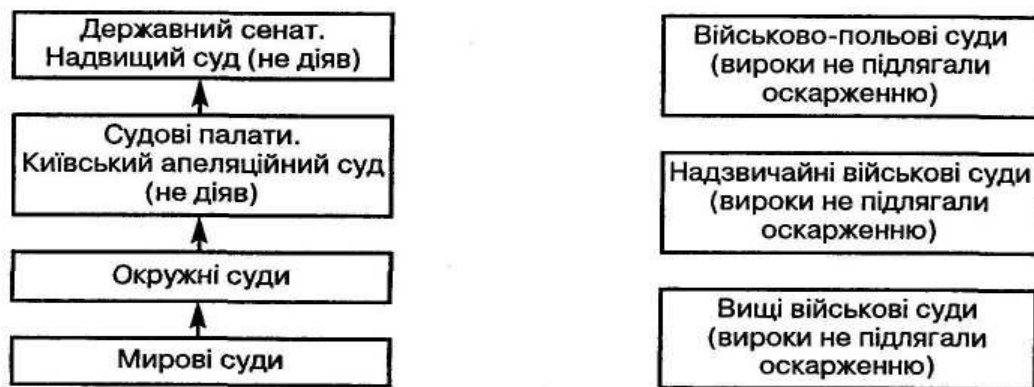 Державний сенат.
Надвищий суд (не діяв)
Судові палати.
Київський апеляційний суд
(не діяв)
Окружні суди
Мирові суди
Військово-польові суди
(вироки не підлягали
оскарженню)
Надзвичайні військові суди
(вироки не підлягали
оскарженню)
Вищі військові суди
(вироки не підлягали
оскарженню)